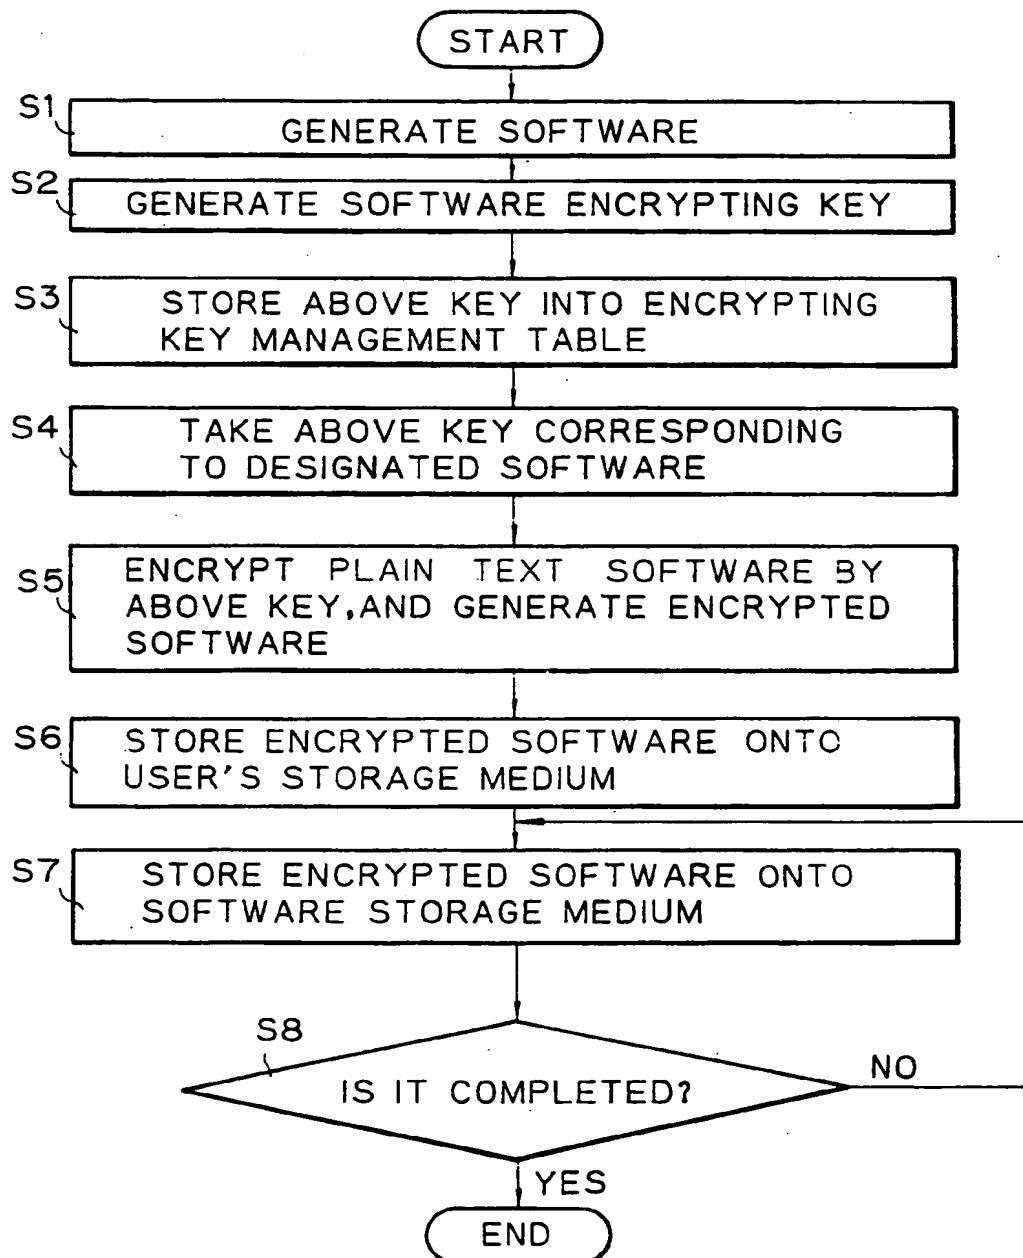 START
S1
GENERATE SOFTWARE
S2
GENERATE SOFTWARE ENCRYPTING KEY
S3
STORE ABOVE KEY INTO ENCRYPTING
KEY MANAGEMENT TABLE
S4
TAKE ABOVE KEY CORRESPONDING
TO DESIGNATED SOFTWARE
S5
ENCRYPT PLAIN TEXT SOFTWARE BY
ABOVE KEY, AND GENERATE ENCRYPTED
SOFTWARE
S6
STORE ENCRYPTED SOFTWARE ONTO
USER'S STORAGE MEDIUM
S7
STORE ENCRYPTED SOFTWARE ONTO
SOFTWARE STORAGE MEDIUM
S8
IS IT COMPLETED?
NO
YES
END